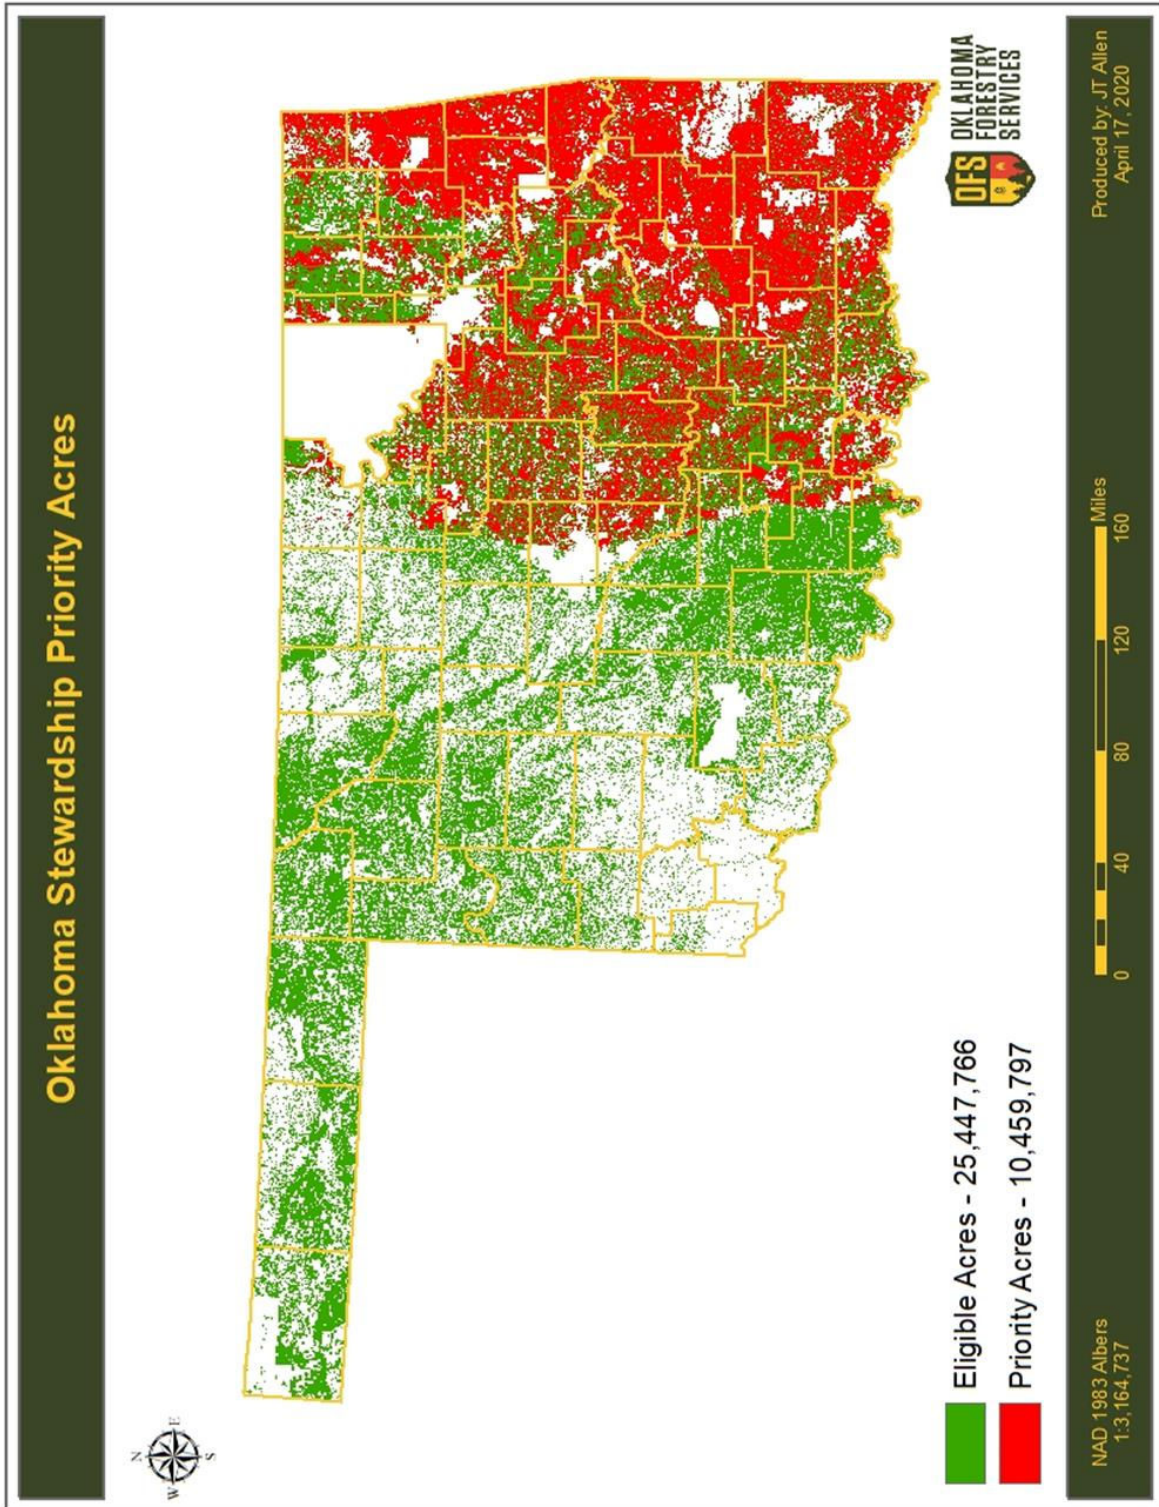 Oklahoma Stewardship Priority Acres
N
W
E
S
Eligible Acres - 25,447,766
Priority Acres - 10,459,797
OFS
OKLAHOMA
FORESTRY
SERVICES
NAD 1983 Albers
1:3,164,737
0 40 80 120 160
Miles
Produced by: JT Allen
April 17, 2020